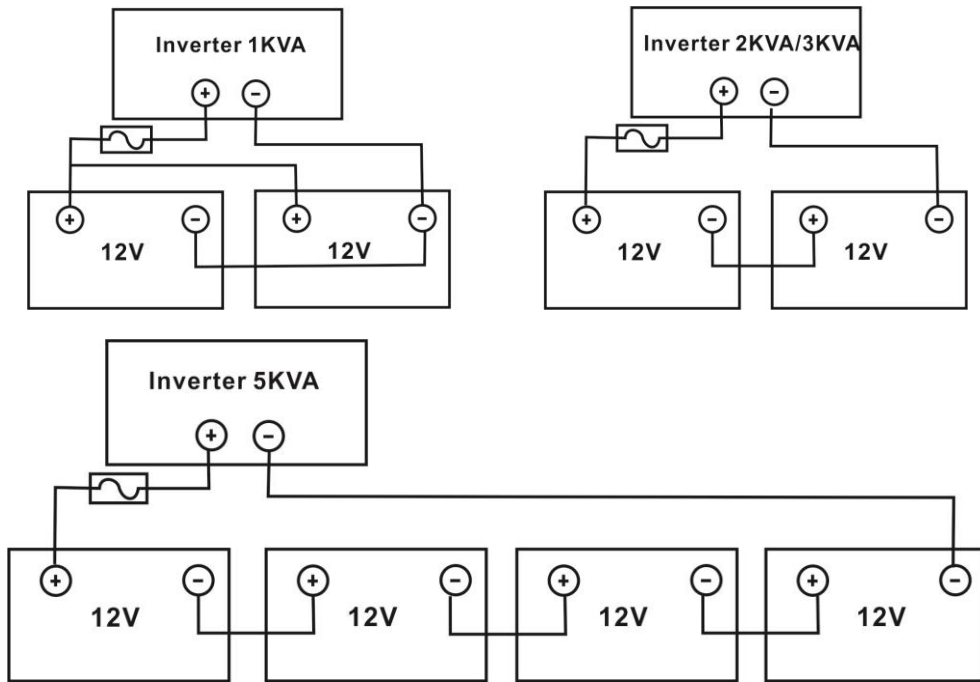 Inverter 1KVA
+ −
+ − + −
12V 12V
Inverter 2KVA/3KVA
+ −
+ − + −
12V 12V
Inverter 5KVA
+ −
+ − + − + − + −
12V 12V 12V 12V